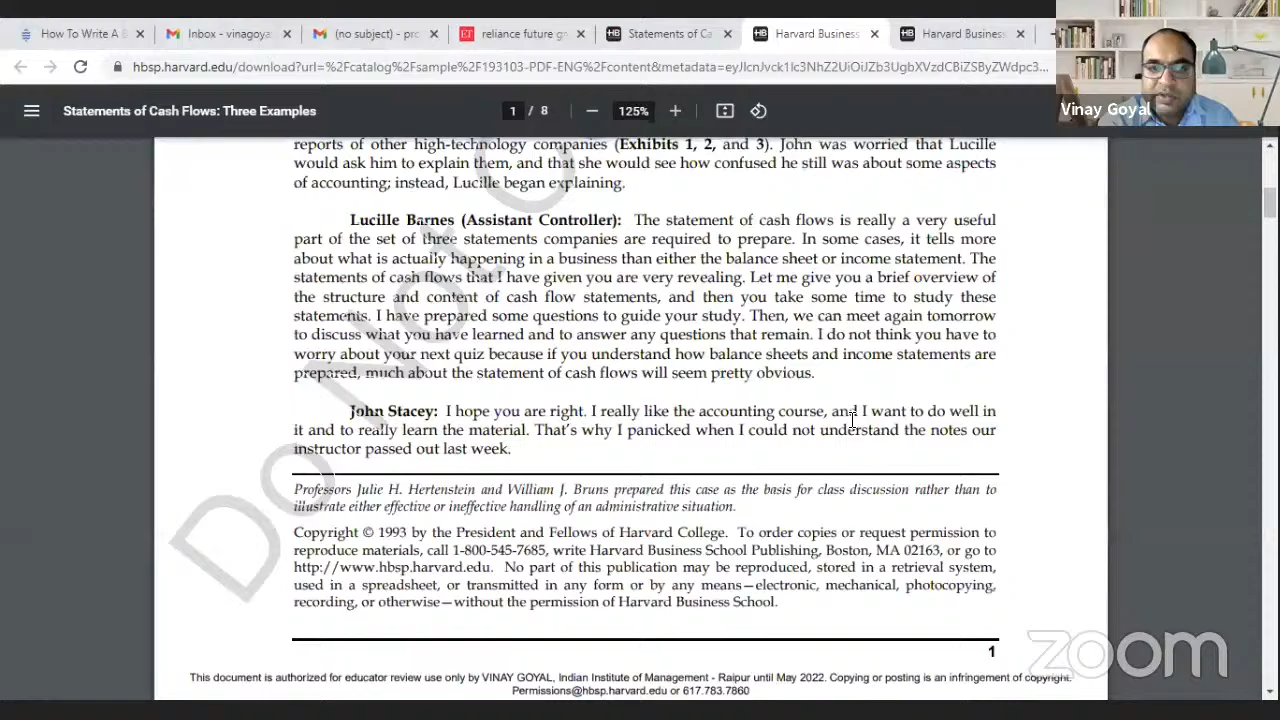 How To Write A B
Inbox - vinagoya
(no subject) - pro
reliance future g
Statements of Ca
Harvard Business
Harvard Business
hbsp.harvard.edu/download?url=%2Fcatalog%2Fsample%2F193103-PDF-ENG%2Fcontent&metadata=
Vinay Goyal
Statements of Cash Flows: Three Examples
1 / 8
125%
reports of other high-technology companies (Exhibits 1, 2, and 3). John was worried that Lucille
would ask him to explain them, and that she would see how confused he still was about some aspects
of accounting; instead, Lucille began explaining.
Lucille Barnes (Assistant Controller): The statement of cash flows is really a very useful
part of the set of three statements companies are required to prepare. In some cases, it tells more
about what is actually happening in a business than either the balance sheet or income statement. The
statements of cash flows that I have given you are very revealing. Let me give you a brief overview of
the structure and content of cash flow statements, and then you take some time to study these
statements. I have prepared some questions to guide your study. Then, we can meet again tomorrow
to discuss what you have learned and to answer any questions that remain. I do not think you have to
worry about your next quiz because if you understand how balance sheets and income statements are
prepared, much about the statement of cash flows will seem pretty obvious.
John Stacey: I hope you are right. I really like the accounting course, and I want to do well in
it and to really learn the material. That's why I panicked when I could not understand the notes our
instructor passed out last week.
Professors Julie H. Hertenstein and William J. Bruns prepared this case as the basis for class discussion rather than to
illustrate either effective or ineffective handling of an administrative situation.
Copyright © 1993 by the President and Fellows of Harvard College. To order copies or request permission to
reproduce materials, call 1-800-545-7685, write Harvard Business School Publishing, Boston, MA 02163, or go to
http://www.hbsp.harvard.edu. No part of this publication may be reproduced, stored in a retrieval system,
used in a spreadsheet, or transmitted in any form or by any means—electronic, mechanical, photocopying,
recording, or otherwise—without the permission of Harvard Business School.
Do Not C
1
zoom
This document is authorized for educator review use only by VINAY GOYAL, Indian Institute of Management - Raipur until May 2022. Copying or posting is an infringement of copyright.
Permissions@hbsp.harvard.edu or 617.783.7860